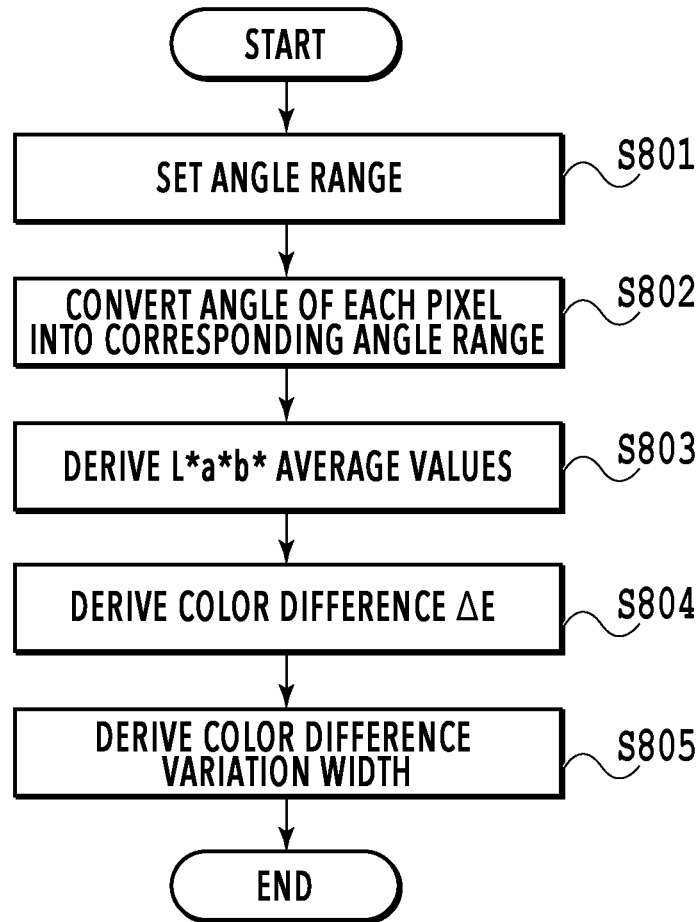 START
SET ANGLE RANGE
S801
CONVERT ANGLE OF EACH PIXEL
INTO CORRESPONDING ANGLE RANGE
S802
DERIVE L*a*b* AVERAGE VALUES
S803
DERIVE COLOR DIFFERENCE ΔE
S804
DERIVE COLOR DIFFERENCE
VARIATION WIDTH
S805
END